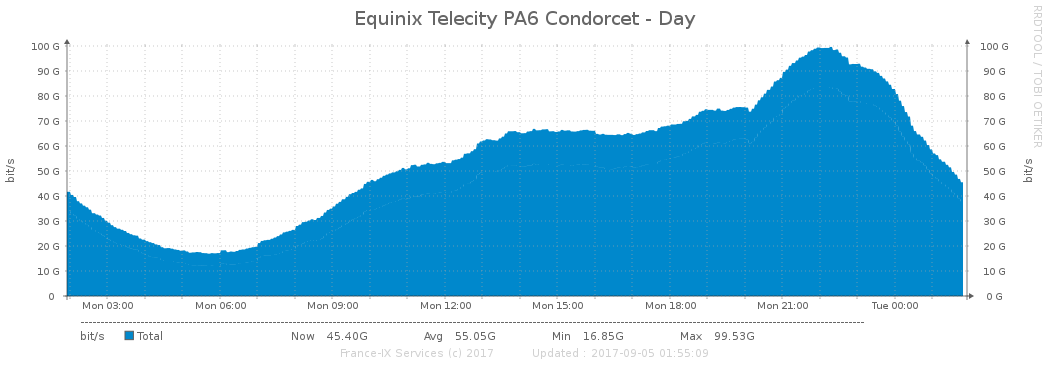 Equinix Telecity PA6 Condorcet - Day
RRDTOOL / TOBI OETIKER
100 G 100 G
90 G 90 G
80 G 80 G
70 G 70 G
60 G 60 G
50 G 50 G
40 G 40 G
30 G 30 G
20 G 20 G
10 G 10 G
0 0 G
bit/s bit/s
Mon 03:00 Mon 06:00 Mon 09:00 Mon 12:00 Mon 15:00 Mon 18:00 Mon 21:00 Tue 00:00
bit/s Total Now 45.40G Avg 55.05G Min 16.85G Max 99.53G
France-IX Services (c) 2017 Updated : 2017-09-05 01:55:09